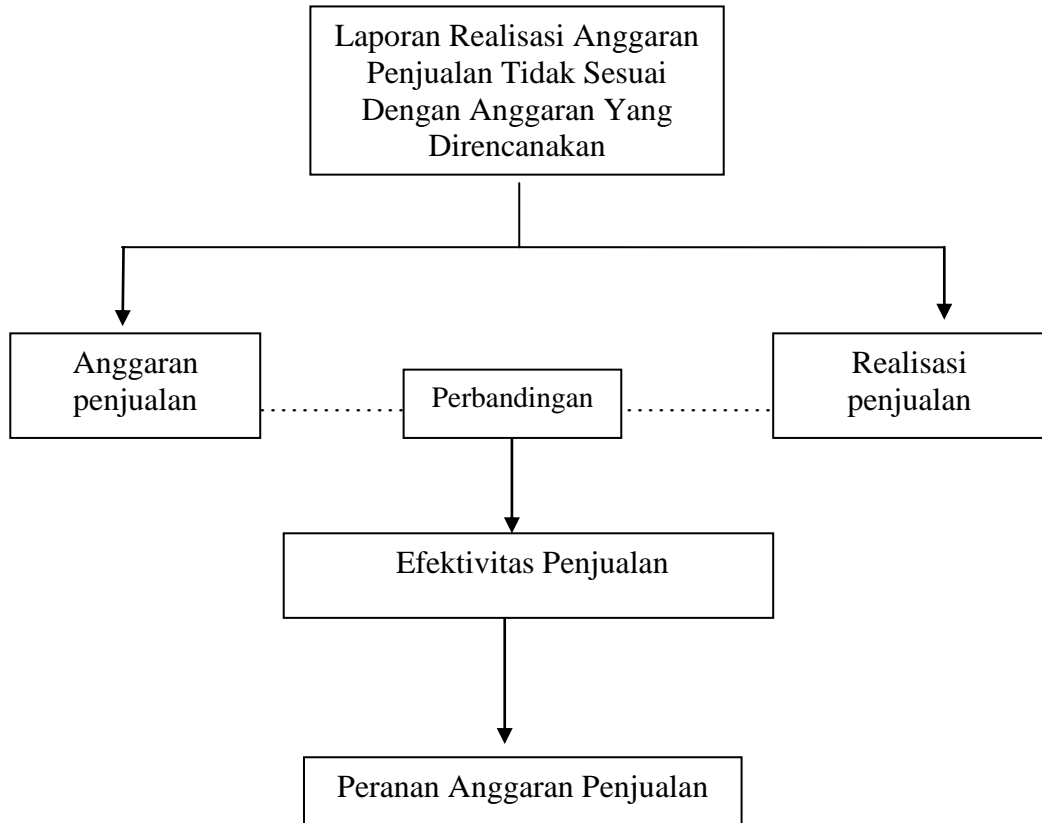 Laporan Realisasi Anggaran
Penjualan Tidak Sesuai
Dengan Anggaran Yang
Direncanakan
Anggaran
penjualan
Perbandingan
Realisasi
penjualan
Efektivitas Penjualan
Peranan Anggaran Penjualan